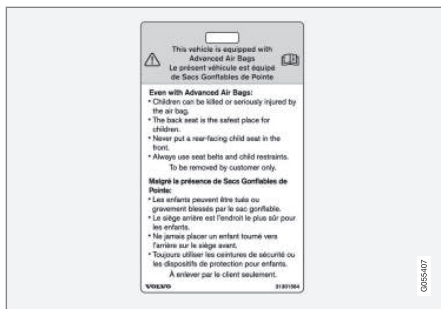 This vehicle is equipped with
Advanced Air Bags
Le présent véhicule est équipé
de Sacs Gonflables de Pointe
Even with Advanced Air Bags:
• Children can be killed or seriously injured by
the air bag.
• The back seat is the safest place for
children.
• Never put a rear-facing child seat in the
front.
• Always use seat belts and child restraints.
To be removed by customer only.
Malgré la présence de Sacs Gonflables de
Pointe:
• Les enfants peuvent être tués ou
gravement blessés par le sac gonflable.
• Le siège arrière est l'endroit le plus sûr pour
les enfants.
• Ne jamais placer un enfant tourné vers
l'arrière sur le siège avant.
• Toujours utiliser les ceintures de sécurité ou
les dispositifs de protection pour enfants.
À enlever par le client seulement.
VOLVO 31301564
G055407